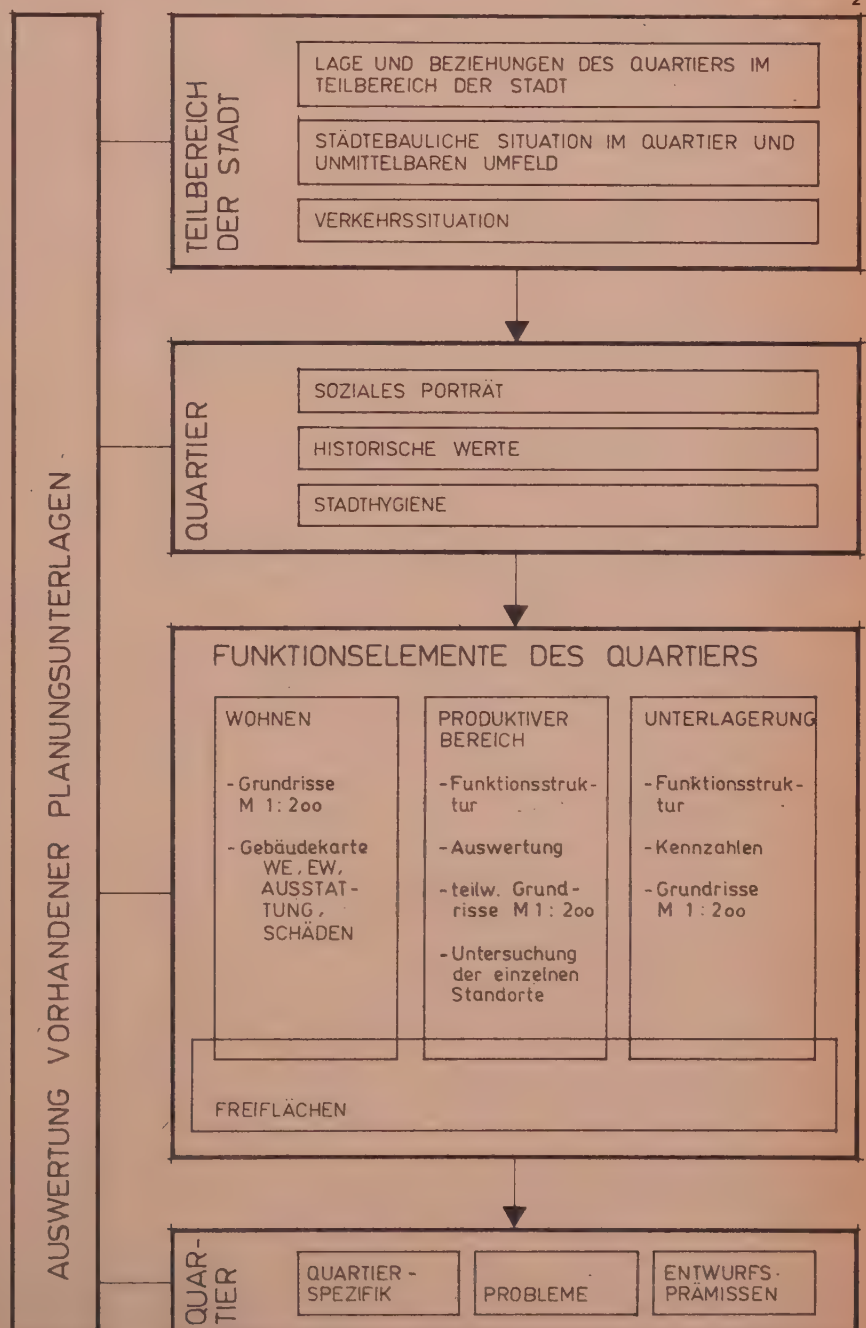 2
AUSWERTUNG VORHANDENER PLANUNGSUNTERLAGEN
TEILBEREICH
DER STADT
LAGE UND BEZIEHUNGEN DES QUARTIERS IM
TEILBEREICH DER STADT
STÄDTEBAULICHE SITUATION IM QUARTIER UND
UNMITTELBAREN UMFELD
VERKEHRSSITUATION
QUARTIER
SOZIALES PORTRÄT
HISTORISCHE WERTE
STADTHYGIENE
FUNKTIONSELEMENTE DES QUARTIERS
WOHNEN
- Grundrisse
M 1:2oo
- Gebäudekarte
WE, EW,
AUSSTAT-
TUNG,
SCHÄDEN
PRODUKTIVER
BEREICH
- Funktionsstruk-
tur
- Auswertung
- teilw. Grund-
risse M 1:2oo
- Untersuchung
der einzelnen
Standorte
UNTERLAGERUNG
- Funktionsstruk-
tur
- Kennzahlen
- Grundrisse
M 1:2oo
FREIFLÄCHEN
QUAR-
TIER
QUARTIER-
SPEZIFIK
PROBLEME
ENTWURFS-
PRÄMISSEN